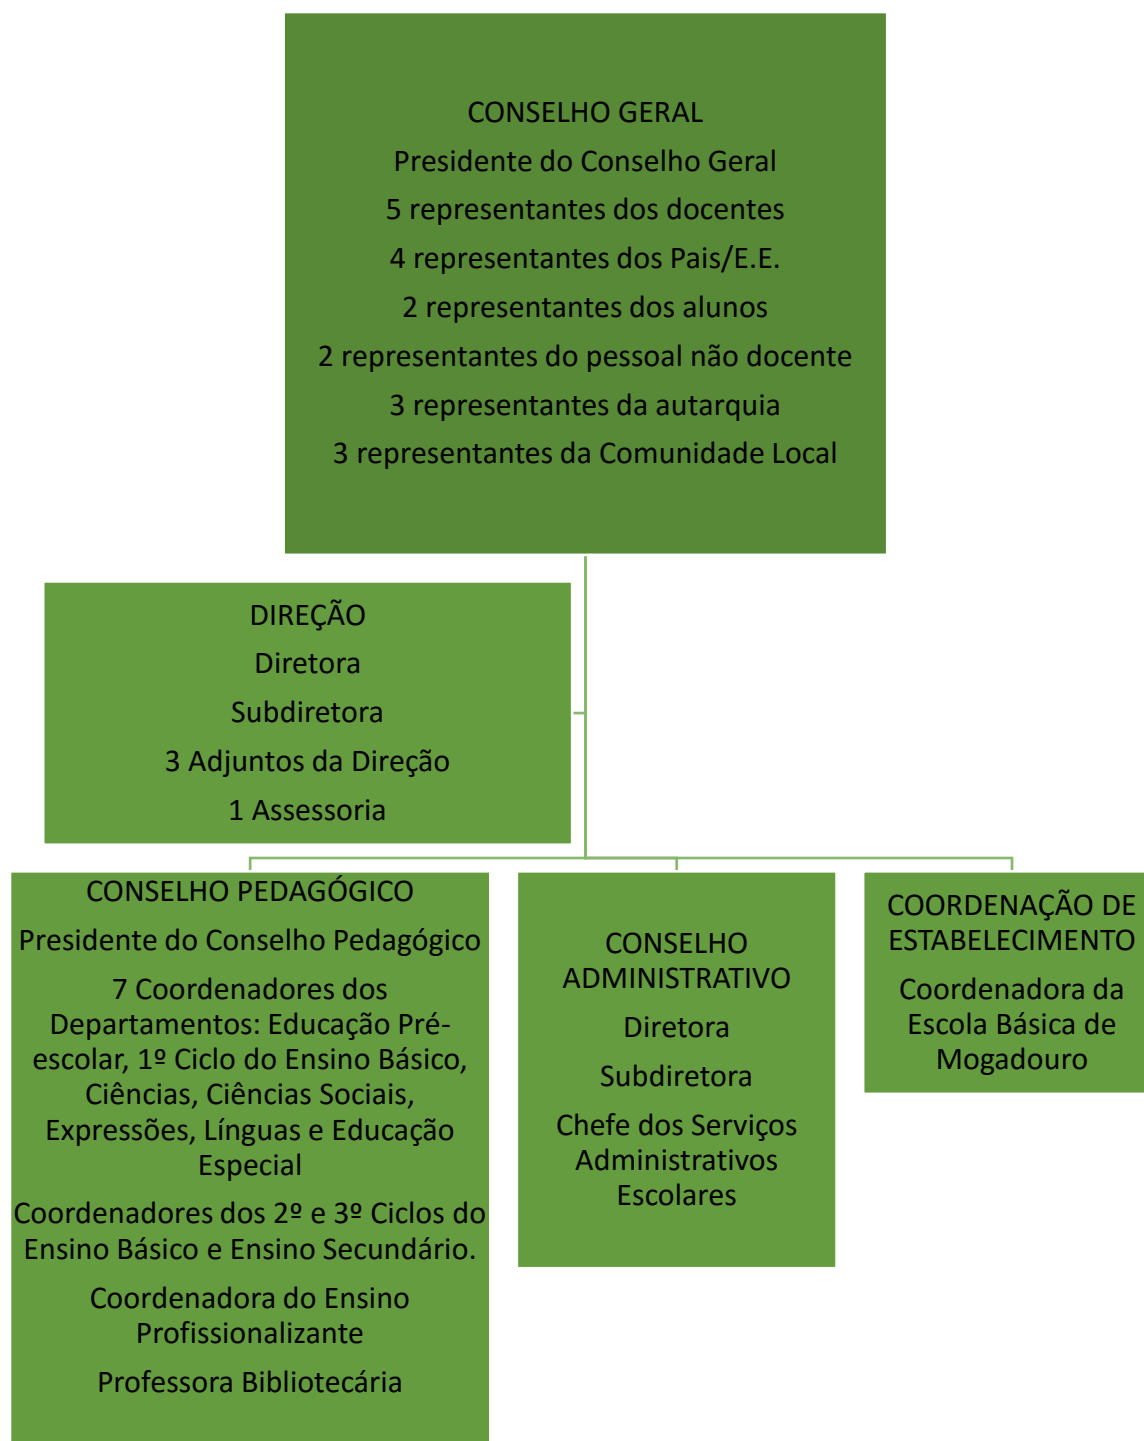 CONSELHO GERAL
Presidente do Conselho Geral
5 representantes dos docentes
4 representantes dos Pais/E.E.
2 representantes dos alunos
2 representantes do pessoal não docente
3 representantes da autarquia
3 representantes da Comunidade Local
DIREÇÃO
Diretora
Subdiretora
3 Adjuntos da Direção
1 Assessoria
CONSELHO PEDAGÓGICO
Presidente do Conselho Pedagógico
7 Coordenadores dos
Departamentos: Educação Pré-
escolar, 1º Ciclo do Ensino Básico,
Ciências, Ciências Sociais,
Expressões, Línguas e Educação
Especial
Coordenadores dos 2º e 3º Ciclos do
Ensino Básico e Ensino Secundário.
Coordenadora do Ensino
Profissionalizante
Professora Bibliotecária
CONSELHO
ADMINISTRATIVO
Diretora
Subdiretora
Chefe dos Serviços
Administrativos
Escolares
COORDENAÇÃO DE
ESTABELECIMENTO
Coordenadora da
Escola Básica de
Mogadouro